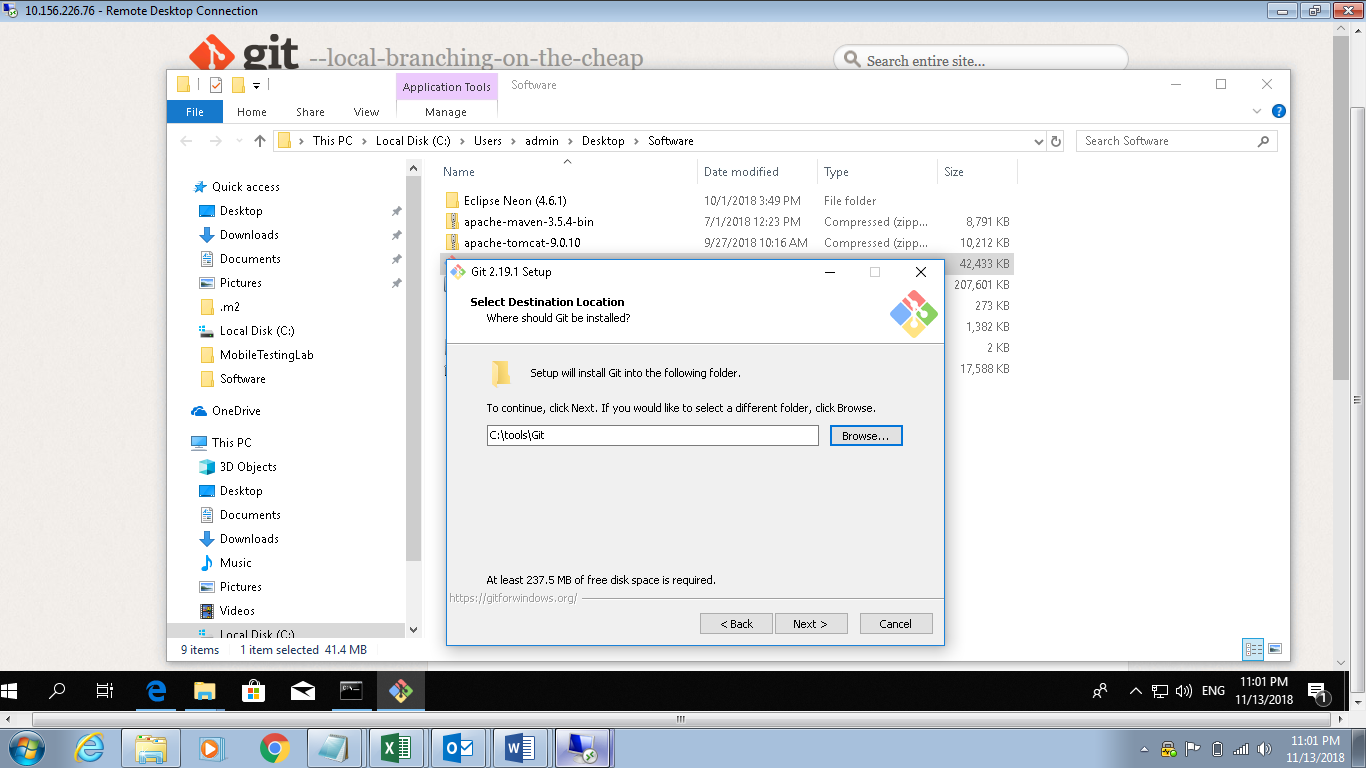 10.156.226.76 - Remote Desktop Connection
git --local-branching-on-the-cheap
Search entire site...
Application Tools
Software
File
Home
Share
View
Manage
This PC
Local Disk (C:)
Users
admin
Desktop
Software
Search Software
Name
Date modified
Type
Size
Quick access
Desktop
Downloads
Documents
Pictures
.m2
Local Disk (C:)
MobileTestingLab
Software
OneDrive
This PC
3D Objects
Desktop
Documents
Downloads
Music
Pictures
Videos
Local Disk (C:)
Eclipse Neon (4.6.1) 10/1/2018 3:49 PM File folder
apache-maven-3.5.4-bin 7/1/2018 12:23 PM Compressed (zipp... 8,791 KB
apache-tomcat-9.0.10 9/27/2018 10:16 AM Compressed (zipp... 10,212 KB
42,433 KB
207,601 KB
273 KB
1,382 KB
2 KB
17,588 KB
Git 2.19.1 Setup
Select Destination Location
Where should Git be installed?
Setup will install Git into the following folder.
To continue, click Next. If you would like to select a different folder, click Browse.
C:\tools\Git
Browse...
At least 237.5 MB of free disk space is required.
https://gitforwindows.org/
< Back
Next >
Cancel
9 items
1 item selected 41.4 MB
ENG
11:01 PM
11/13/2018
1
11:01 PM
11/13/2018